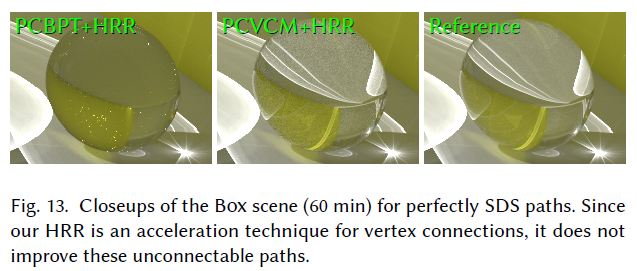 PCBPT+HRR
PCVCM+HRR
Reference
Fig. 13. Closeups of the Box scene (60 min) for perfectly SDS paths. Since
our HRR is an acceleration technique for vertex connections, it does not
improve these unconnectable paths.